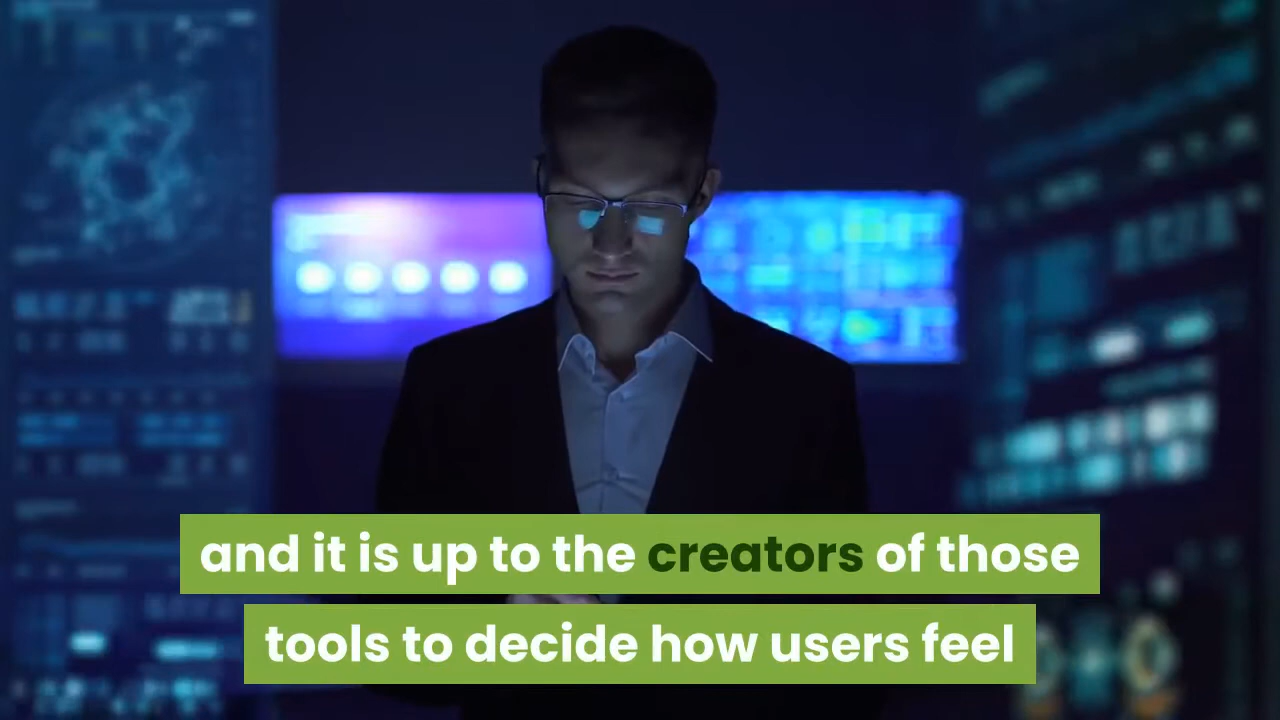 and it is up to the creators of those
tools to decide how users feel